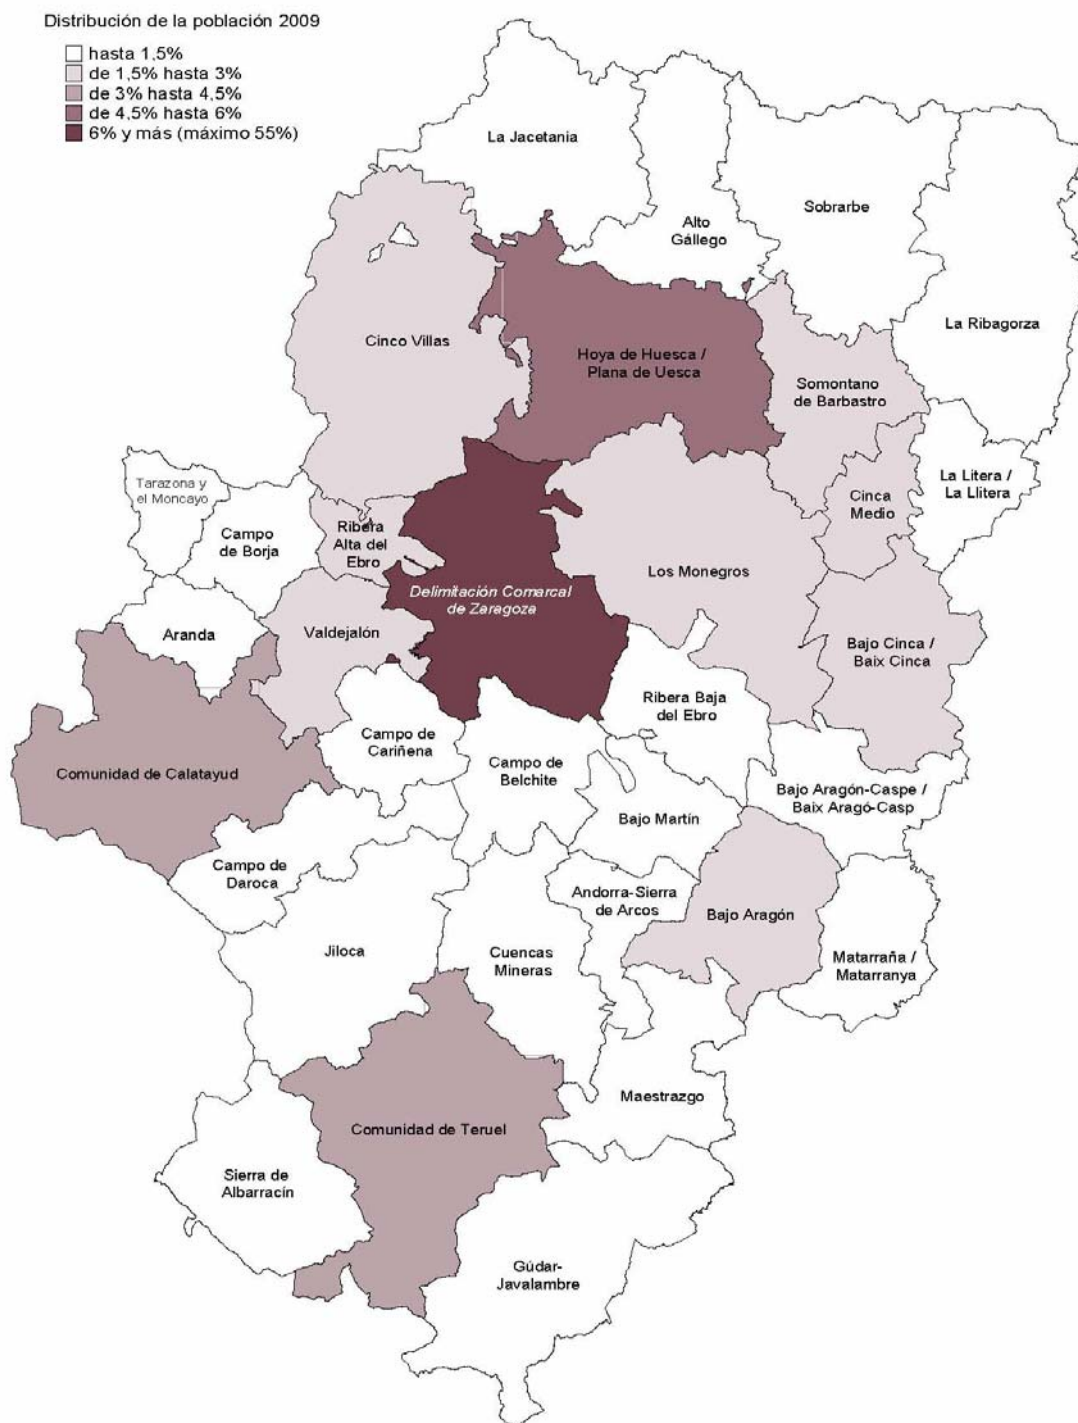 Distribución de la población 2009
hasta 1,5%
de 1,5% hasta 3%
de 3% hasta 4,5%
de 4,5% hasta 6%
6% y más (máximo 55%)
La Jacetania
Alto
Gállego
Sobrarbe
La Ribagorza
Cinco Villas
Hoya de Huesca /
Plana de Uesca
Somontano
de Barbastro
Tarazona y
el Moncayo
Campo
de Borja
Ribera
Alta del
Ebro
Cinca
Medio
La Litera /
La Llitera
Delimitación Comarcal
de Zaragoza
Los Monegros
Aranda
Valdejalón
Bajo Cinca /
Baix Cinca
Ribera Baja
del Ebro
Campo de
Cariñena
Comunidad de Calatayud
Campo de
Belchite
Bajo Aragón-Caspe /
Baix Aragó-Casp
Bajo Martín
Campo de
Daroca
Andorra-Sierra
de Arcos
Bajo Aragón
Jiloca
Cuencas
Mineras
Matarraña /
Matarranya
Maestrazgo
Comunidad de Teruel
Sierra de
Albarracín
Gúdar-
Javalambre